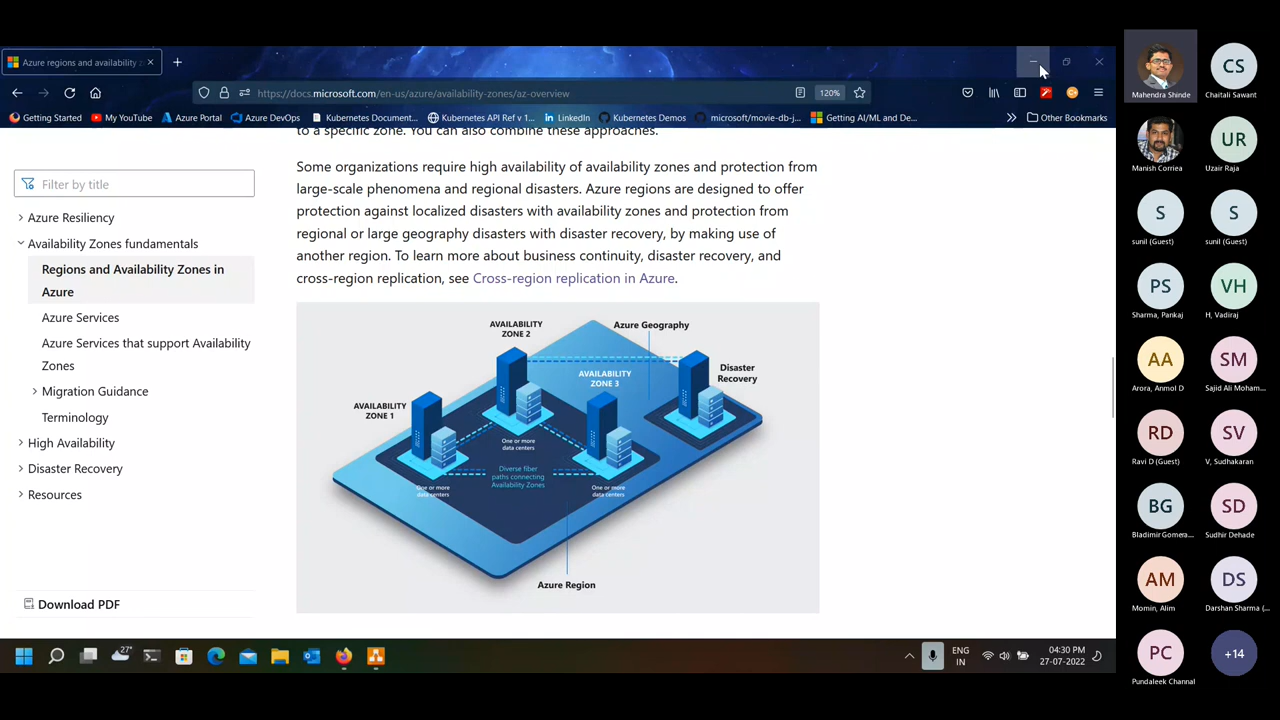 Azure regions and availability z
https://docs.microsoft.com/en-us/azure/availability-zones/az-overview
120%
Getting Started
My YouTube
Azure Portal
Azure DevOps
Kubernetes Document...
Kubernetes API Ref v 1...
LinkedIn
Kubernetes Demos
microsoft/movie-db-j...
Getting AI/ML and De...
Other Bookmarks
to a specific zone. You can also combine these approaches.
Filter by title
Azure Resiliency
Availability Zones fundamentals
Regions and Availability Zones in
Azure
Azure Services
Azure Services that support Availability
Zones
Migration Guidance
Terminology
High Availability
Disaster Recovery
Resources
Download PDF
Some organizations require high availability of availability zones and protection from
large-scale phenomena and regional disasters. Azure regions are designed to offer
protection against localized disasters with availability zones and protection from
regional or large geography disasters with disaster recovery, by making use of
another region. To learn more about business continuity, disaster recovery, and
cross-region replication, see Cross-region replication in Azure.
AVAILABILITY
ZONE 2
Azure Geography
AVAILABILITY
ZONE 3
Disaster
Recovery
AVAILABILITY
ZONE 1
One or more
data centers
Diverse fiber
paths connecting
Availability Zones
One or more
data centers
One or more
data centers
Azure Region
27°
ENG
IN
04:30 PM
27-07-2022
Mahendra Shinde
CS
Chaitali Sawant
Manish Corriea
UR
Uzair Raja
S
sunil (Guest)
S
sunil (Guest)
PS
Sharma, Pankaj
VH
H, Vadiraj
AA
Arora, Anmol D
SM
Sajid Ali Moham...
RD
Ravi D (Guest)
SV
V, Sudhakaran
BG
Bladimir Gomera...
SD
Sudhir Dehade
AM
Momin, Alim
DS
Darshan Sharma (...
PC
Pundaleek Channal
+14